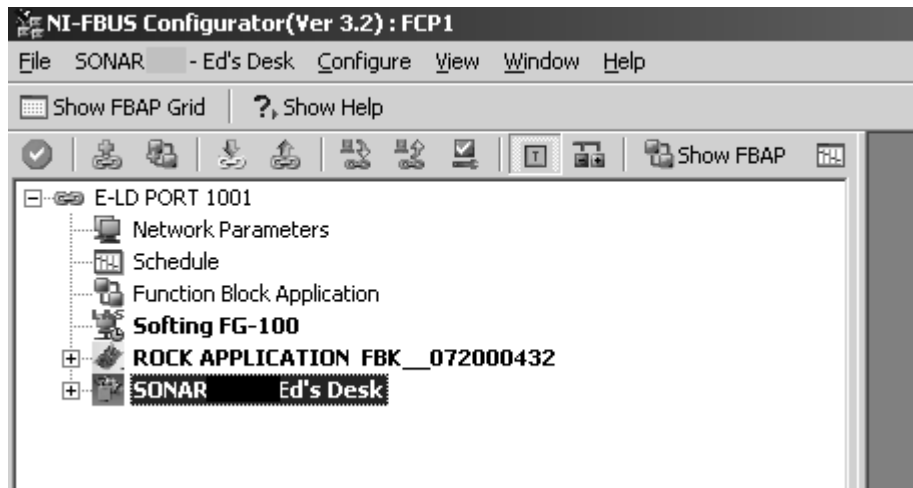 NI-FBUS Configurator(Ver 3.2) : FCP1
File SONAR - Ed's Desk Configure View Window Help
Show FBAP Grid ?, Show Help
T Show FBAP
E-LD PORT 1001
Network Parameters
Schedule
Function Block Application
Softing FG-100
ROCK APPLICATION FBK__072000432
SONAR Ed's Desk